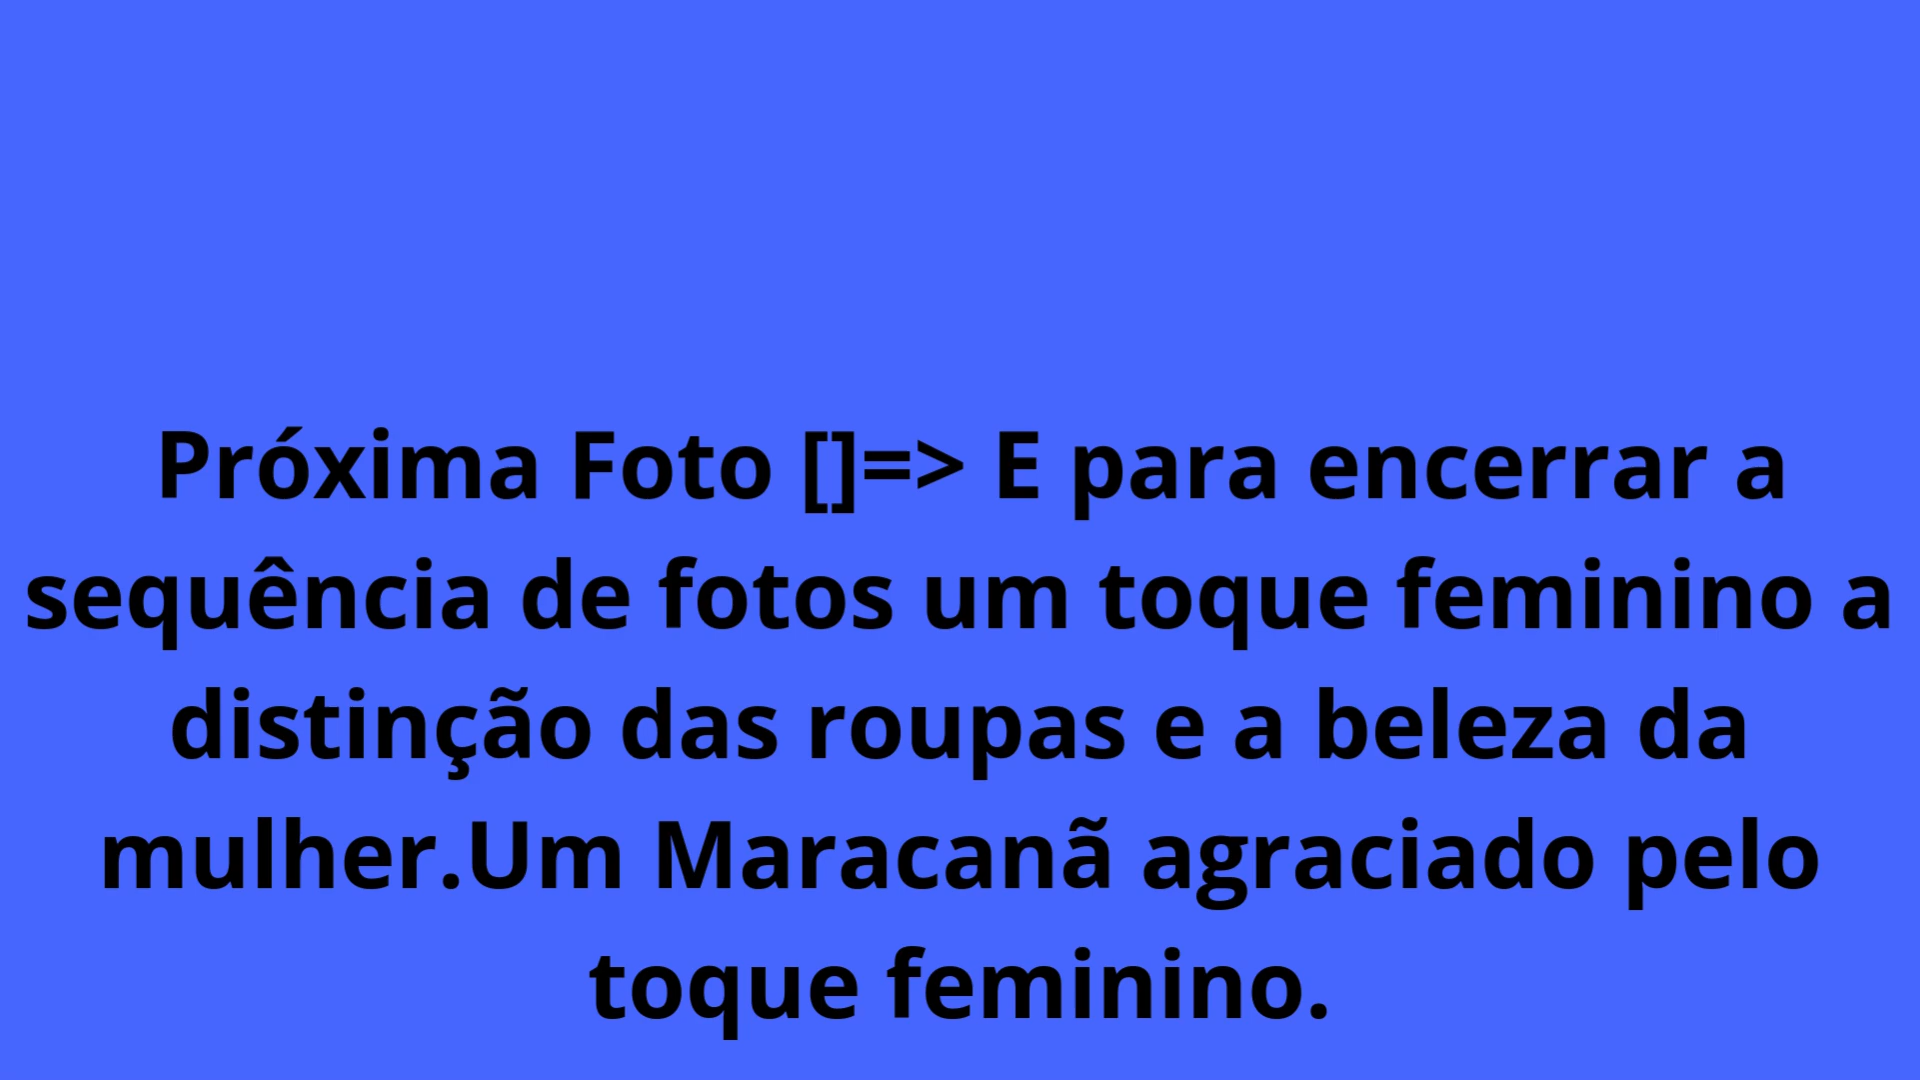 Próxima Foto []=> E para encerrar a
sequência de fotos um toque feminino a
distinção das roupas e a beleza da
mulher.Um Maracanã agraciado pelo
toque feminino.